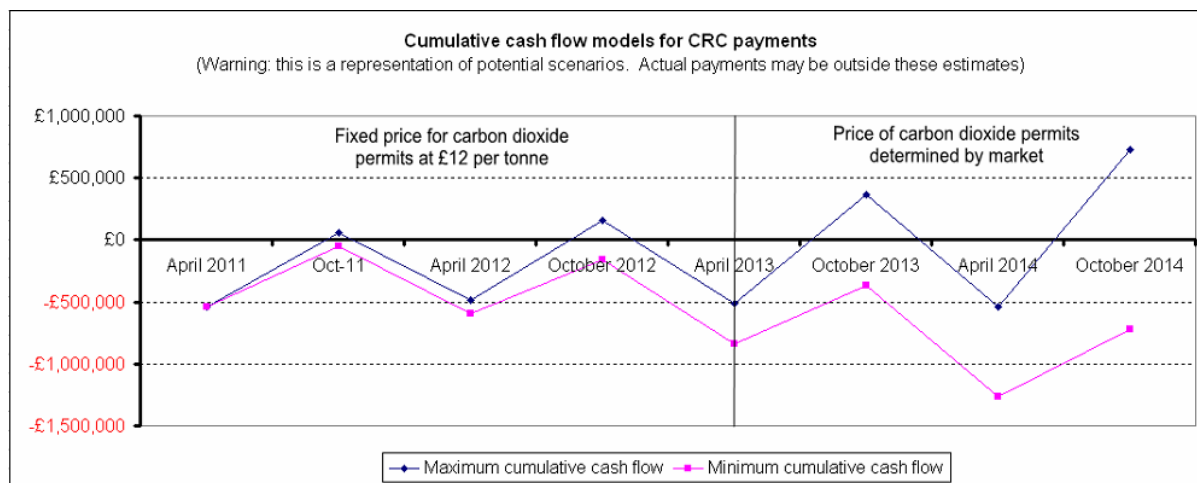 Cumulative cash flow models for CRC payments
(Warning: this is a representation of potential scenarios. Actual payments may be outside these estimates)
£1,000,000
£500,000
£0
-£500,000
-£1,000,000
-£1,500,000
Fixed price for carbon dioxide
permits at £12 per tonne
Price of carbon dioxide permits
determined by market
April 2011 Oct-11 April 2012 October 2012 April 2013 October 2013 April 2014 October 2014
Maximum cumulative cash flow Minimum cumulative cash flow